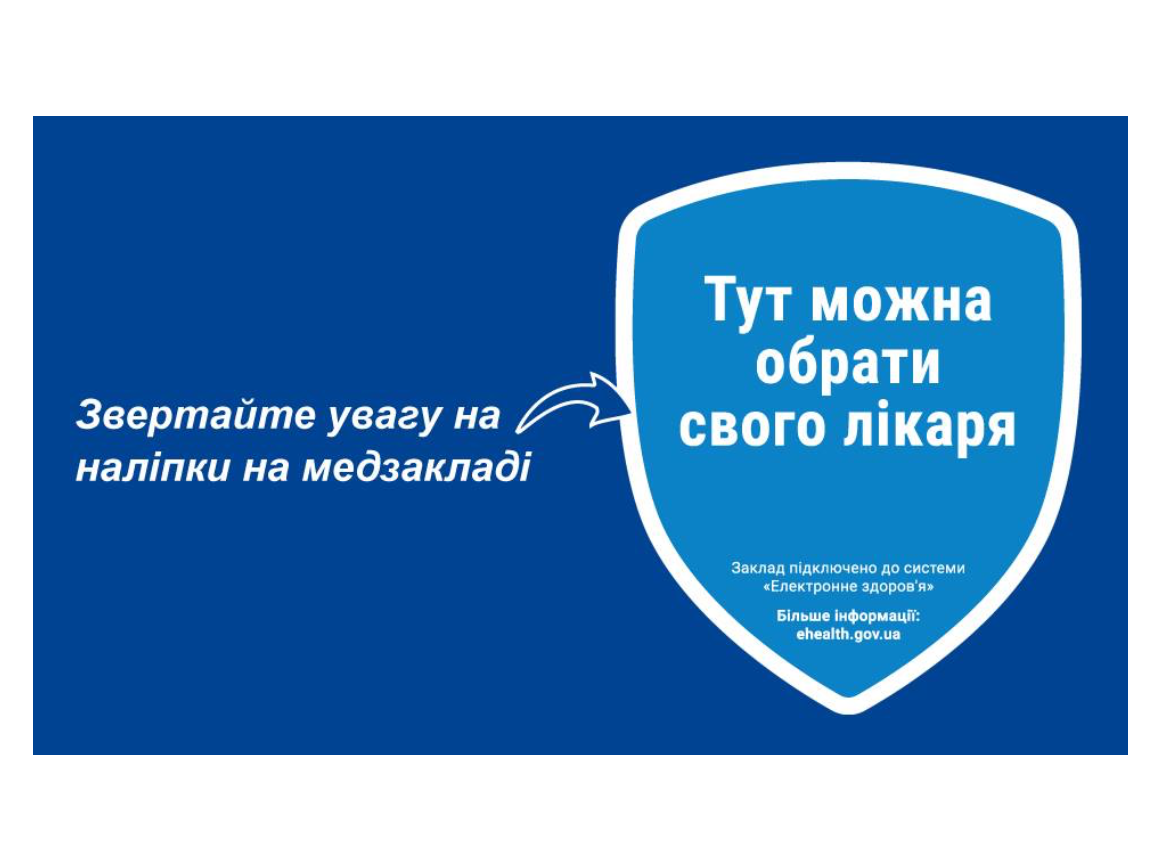 Звертайте увагу на
наліпки на медзакладі
Тут можна
обрати
свого лікаря
Заклад підключено до системи
«Електронне здоров'я»
Більше інформації:
ehealth.gov.ua